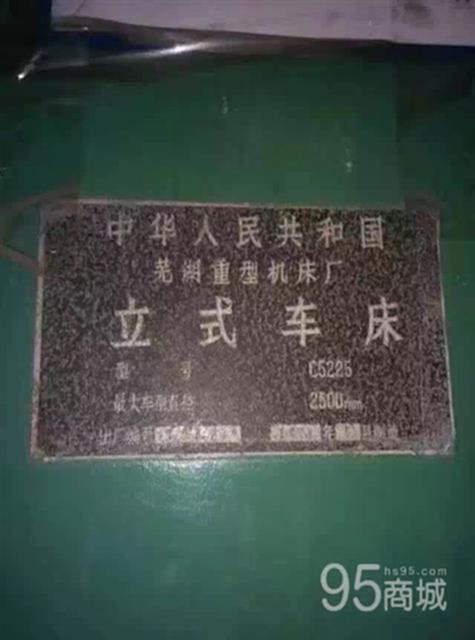 中华人民共和国
芜湖重型机床厂
立式车床
型号 C5225
最大车削直径 2500mm
出厂编号 年
hs95.com
95商城